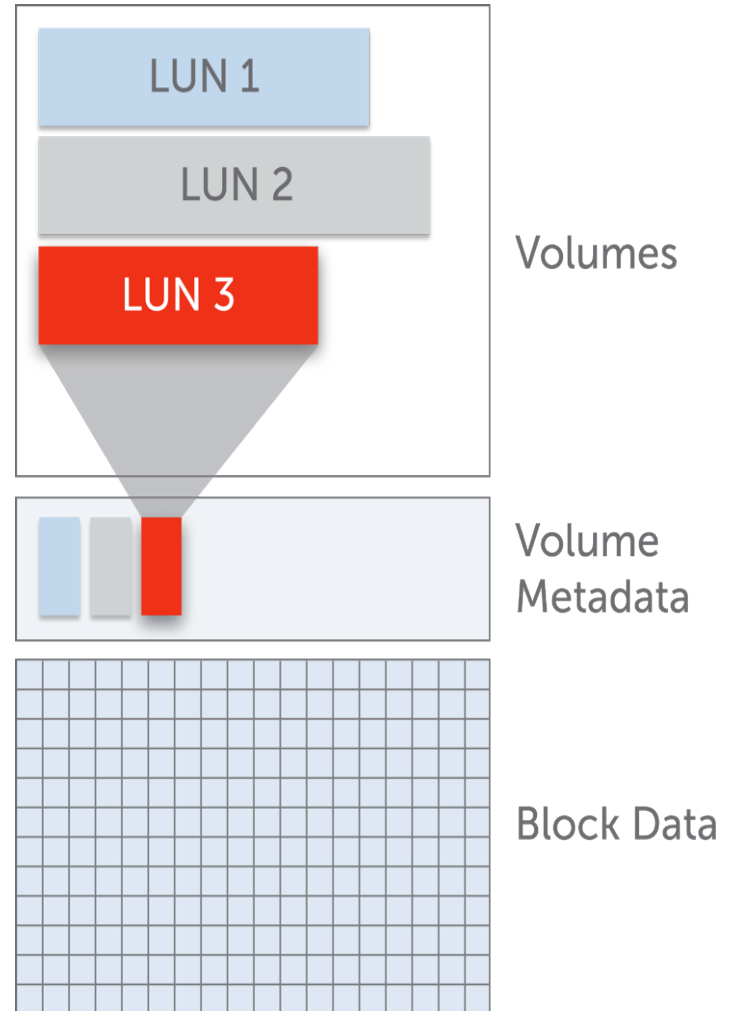 LUN 1
LUN 2
LUN 3
Volumes
Volume
Metadata
Block Data